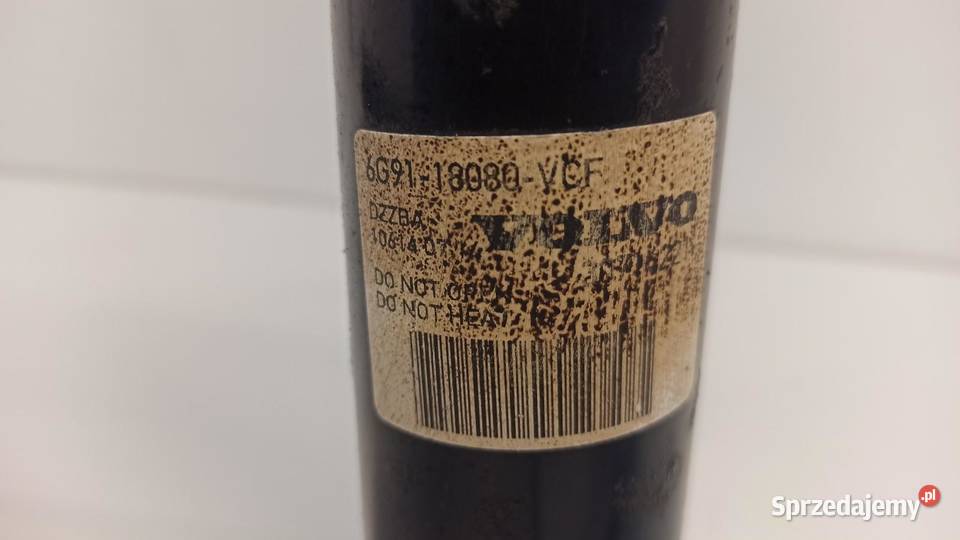 6G91-18080-VCF
DZZBA
VOLVO
DO NOT OPEN
DO NOT HEAT
Sprzedajemy.pl